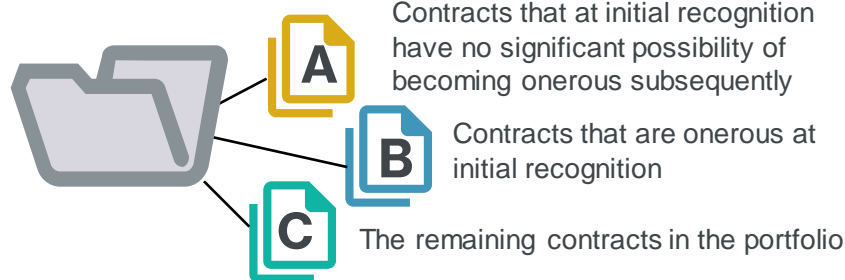 A
Contracts that at initial recognition
have no significant possibility of
becoming onerous subsequently
B
Contracts that are onerous at
initial recognition
C
The remaining contracts in the portfolio